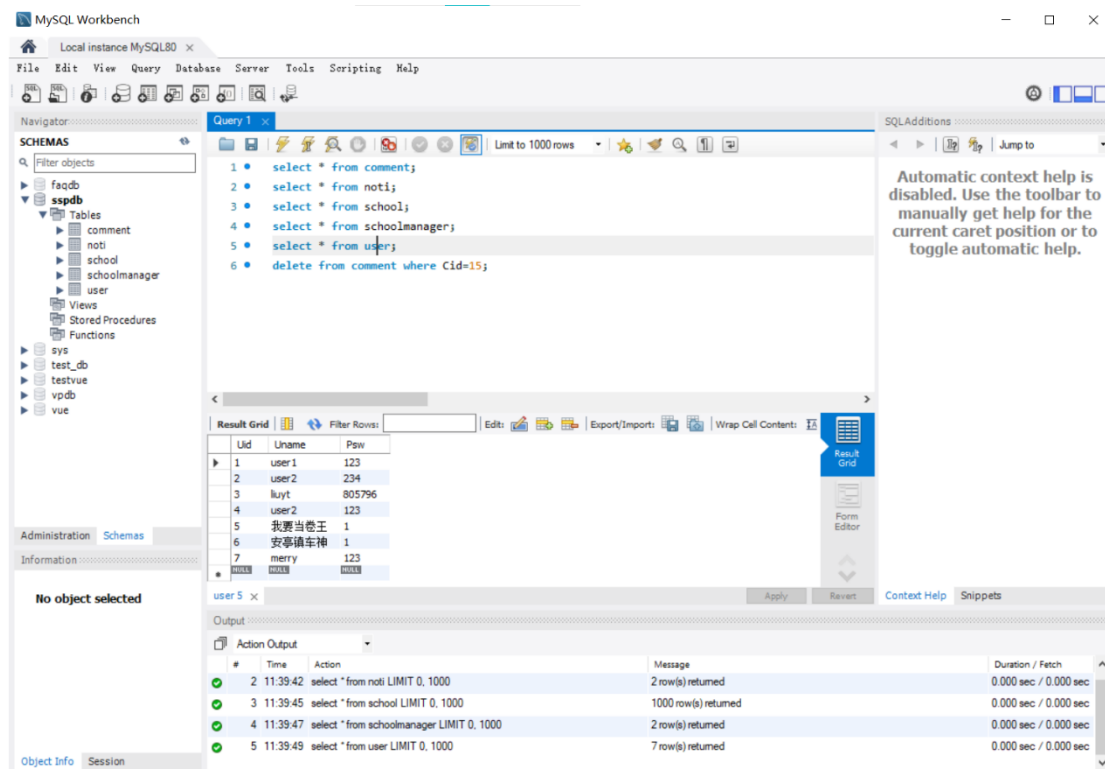 MySQL Workbench
Local instance MySQL80
File Edit View Query Database Server Tools Scripting Help
Navigator
SCHEMAS
Filter objects
faqdb
sspdb
Tables
comment
noti
school
schoolmanager
user
Views
Stored Procedures
Functions
sys
test_db
testvue
vpdb
vue
Administration Schemas
Information
No object selected
Object Info Session
Query 1
Limit to 1000 rows
1 select * from comment;
2 select * from noti;
3 select * from school;
4 select * from schoolmanager;
5 select * from user;
6 delete from comment where Cid=15;
Result Grid Filter Rows: Edit: Export/Import: Wrap Cell Content:
Uid Uname Psw
1 user1 123
2 user2 234
3 liuyt 805796
4 user2 123
5 我要当卷王 1
6 安亭镇车神 1
7 merry 123
NULL NULL NULL
Result Grid
Form Editor
user 5
Apply Revert
Output
Action Output
# Time Action Message Duration / Fetch
2 11:39:42 select * from noti LIMIT 0, 1000 2 row(s) returned 0.000 sec / 0.000 sec
3 11:39:45 select * from school LIMIT 0, 1000 1000 row(s) returned 0.000 sec / 0.000 sec
4 11:39:47 select * from schoolmanager LIMIT 0, 1000 2 row(s) returned 0.000 sec / 0.000 sec
5 11:39:49 select * from user LIMIT 0, 1000 7 row(s) returned 0.000 sec / 0.000 sec
SQLAdditions
Jump to
Automatic context help is
disabled. Use the toolbar to
manually get help for the
current caret position or to
toggle automatic help.
Context Help Snippets